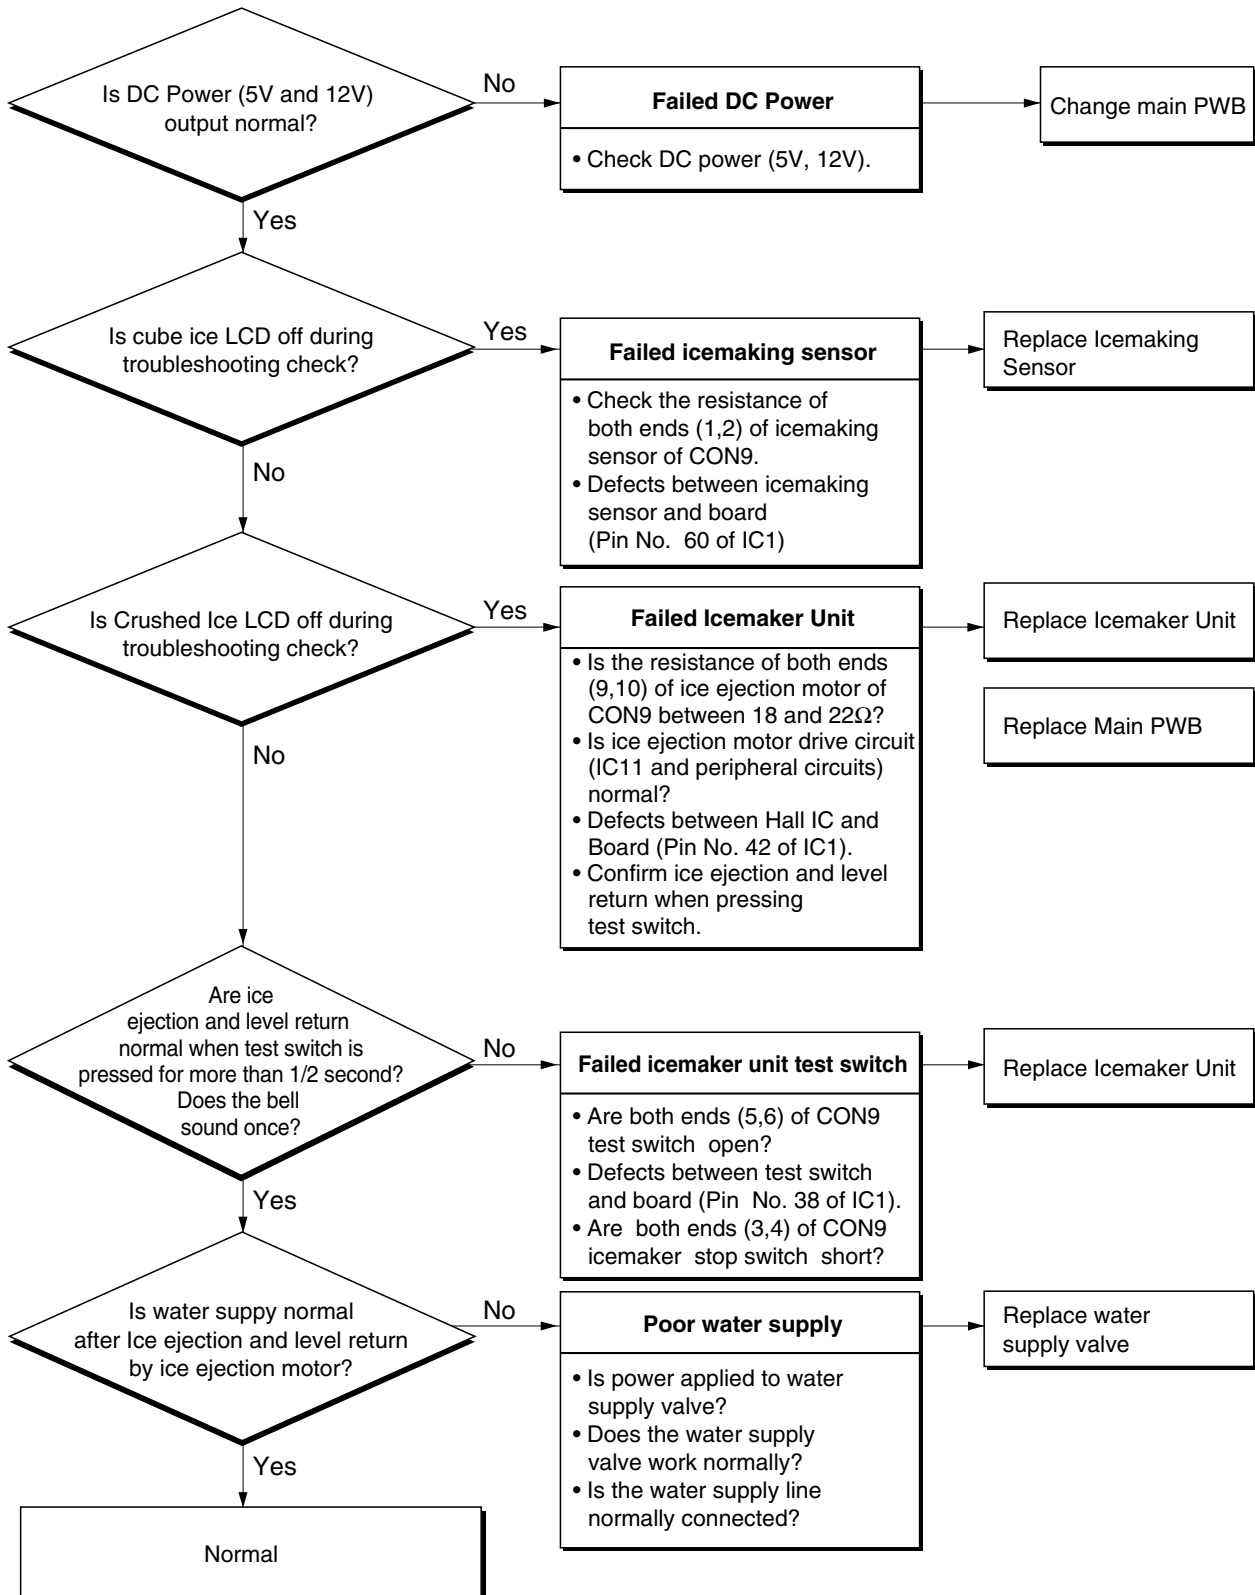 Is DC Power (5V and 12V)
output normal?
No
Failed DC Power
• Check DC power (5V, 12V).
Change main PWB
Yes
Is cube ice LCD off during
troubleshooting check?
Yes
Failed icemaking sensor
• Check the resistance of
both ends (1,2) of icemaking
sensor of CON9.
• Defects between icemaking
sensor and board
(Pin No. 60 of IC1)
Replace Icemaking
Sensor
No
Is Crushed Ice LCD off during
troubleshooting check?
Yes
Failed Icemaker Unit
• Is the resistance of both ends
(9,10) of ice ejection motor of
CON9 between 18 and 22Ω?
• Is ice ejection motor drive circuit
(IC11 and peripheral circuits)
normal?
• Defects between Hall IC and
Board (Pin No. 42 of IC1).
• Confirm ice ejection and level
return when pressing
test switch.
Replace Icemaker Unit
Replace Main PWB
No
Are ice
ejection and level return
normal when test switch is
pressed for more than 1/2 second?
Does the bell
sound once?
No
Failed icemaker unit test switch
• Are both ends (5,6) of CON9
test switch open?
• Defects between test switch
and board (Pin No. 38 of IC1).
• Are both ends (3,4) of CON9
icemaker stop switch short?
Replace Icemaker Unit
Yes
Is water suppy normal
after Ice ejection and level return
by ice ejection motor?
No
Poor water supply
• Is power applied to water
supply valve?
• Does the water supply
valve work normally?
• Is the water supply line
normally connected?
Replace water
supply valve
Yes
Normal